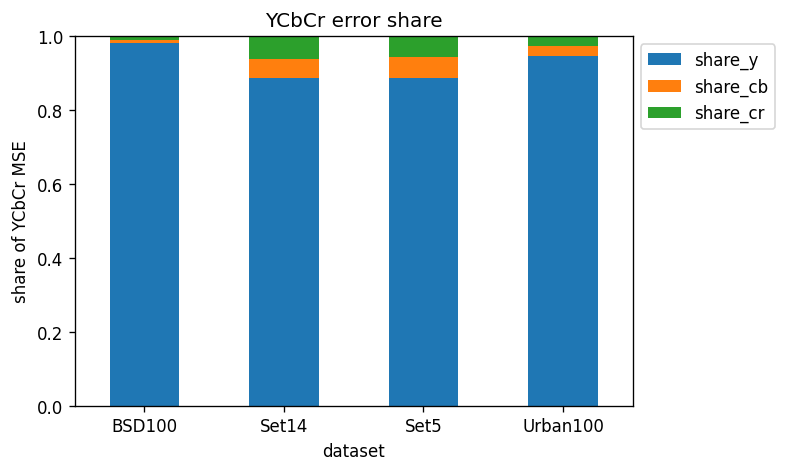 YCbCr error share
share of YCbCr MSE
1.0
0.8
0.6
0.4
0.2
0.0
BSD100
Set14
Set5
Urban100
dataset
share_y
share_cb
share_cr